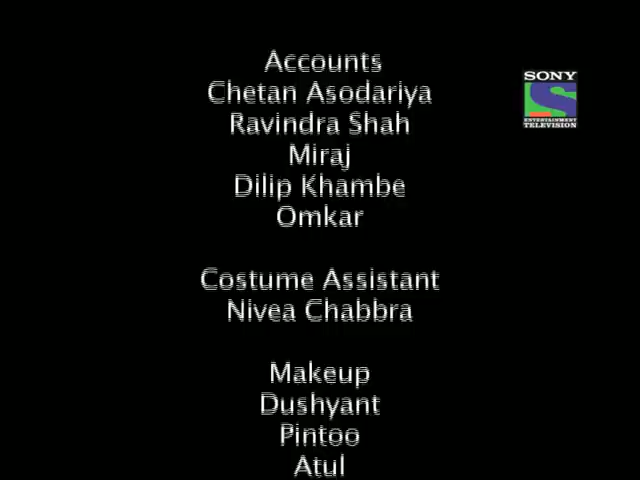 Accounts
Chetan Asodariya
Ravindra Shah
Miraj
Dilip Khambe
Omkar
Costume Assistant
Nivea Chabbra
Makeup
Dushyant
Pintoo
Atul
SONY
ENTERTAINMENT
TELEVISION